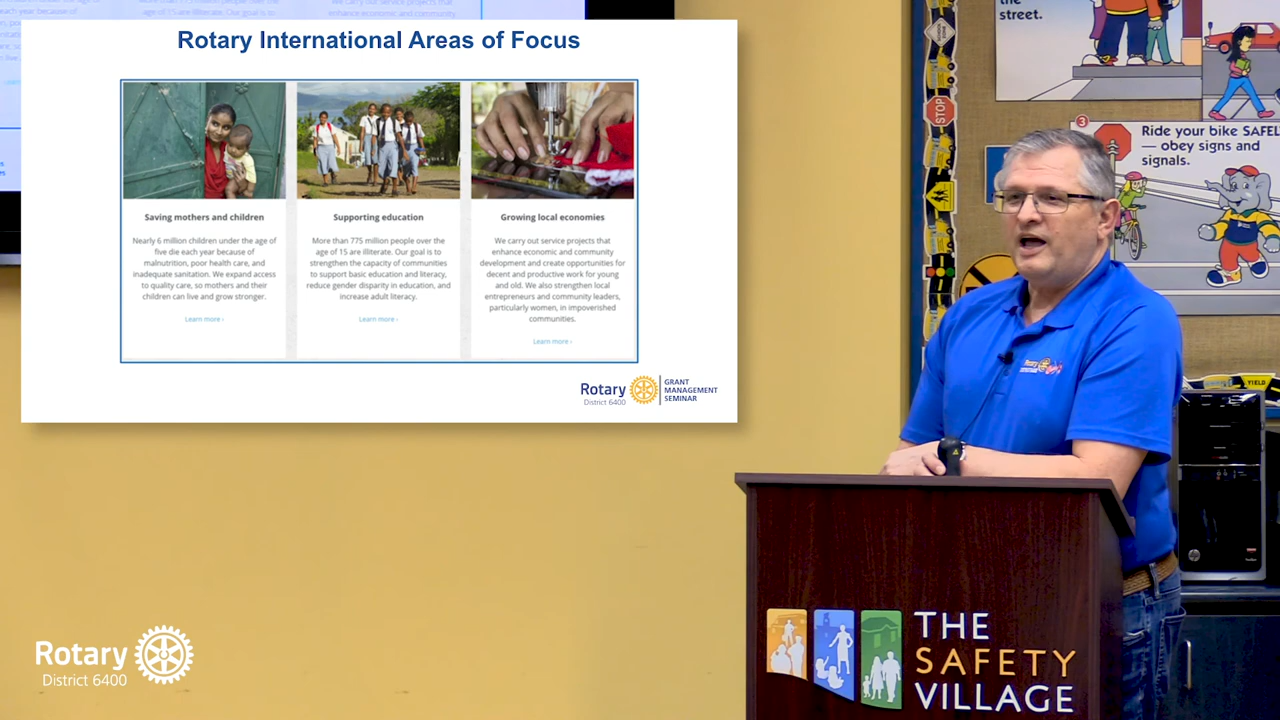 Rotary International Areas of Focus
Saving mothers and children
Nearly 6 million children under the age of
five die each year because of
malnutrition, poor health care, and
inadequate sanitation. We expand access
to quality care, so mothers and their
children can live and grow stronger.
Learn more ›
Supporting education
More than 775 million people over the
age of 15 are illiterate. Our goal is to
strengthen the capacity of communities
to support basic education and literacy,
reduce gender disparity in education, and
increase adult literacy.
Learn more ›
Growing local economies
We carry out service projects that
enhance economic and community
development and create opportunities for
decent and productive work for young
and old. We also strengthen local
entrepreneurs and community leaders,
particularly women, in impoverished
communities.
Learn more ›
Rotary
District 6400
GRANT
MANAGEMENT
SEMINAR
the
street.
SCHOOL
ZONE
STOP
3
Ride your bike SAFEL
— obey signs and
signals.
YIELD
Rotary
THE
SAFETY
VILLAGE
Rotary
District 6400